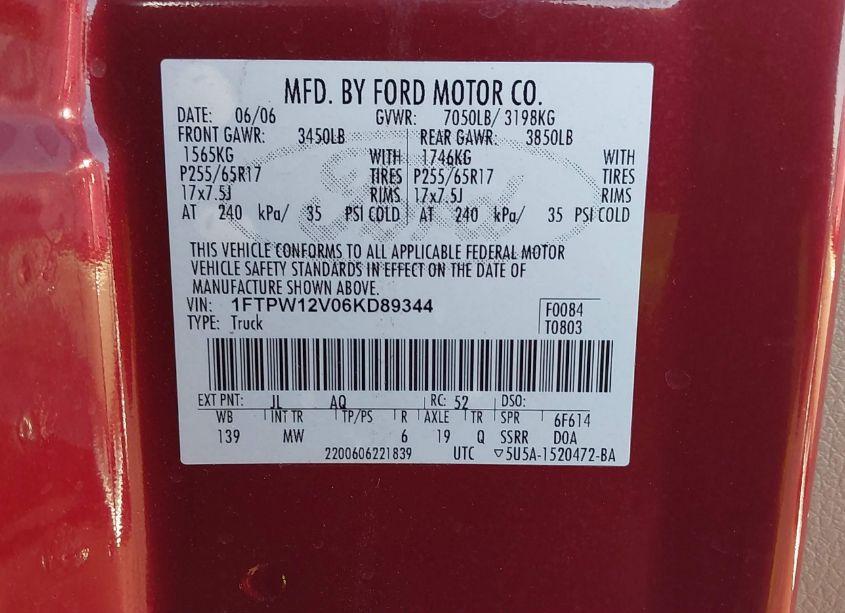 MFD. BY FORD MOTOR CO.
DATE: 06/06 GVWR: 7050LB/ 3198KG
FRONT GAWR: 3450LB REAR GAWR: 3850LB
1565KG WITH 1746KG WITH
P255/65R17 TIRES P255/65R17 TIRES
17x7.5J RIMS 17x7.5J RIMS
AT 240 kPa/ 35 PSI COLD AT 240 kPa/ 35 PSI COLD
THIS VEHICLE CONFORMS TO ALL APPLICABLE FEDERAL MOTOR
VEHICLE SAFETY STANDARDS IN EFFECT ON THE DATE OF
MANUFACTURE SHOWN ABOVE.
VIN: 1FTPW12V06KD89344 F0084
TYPE: Truck T0803
EXT PNT: JL AQ RC: 52 DSO:
WB INT TR TP/PS R AXLE TR SPR 6F614
139 MW 6 19 Q SSRR DOA
2200606221839 UTC ▽5U5A-1520472-BA